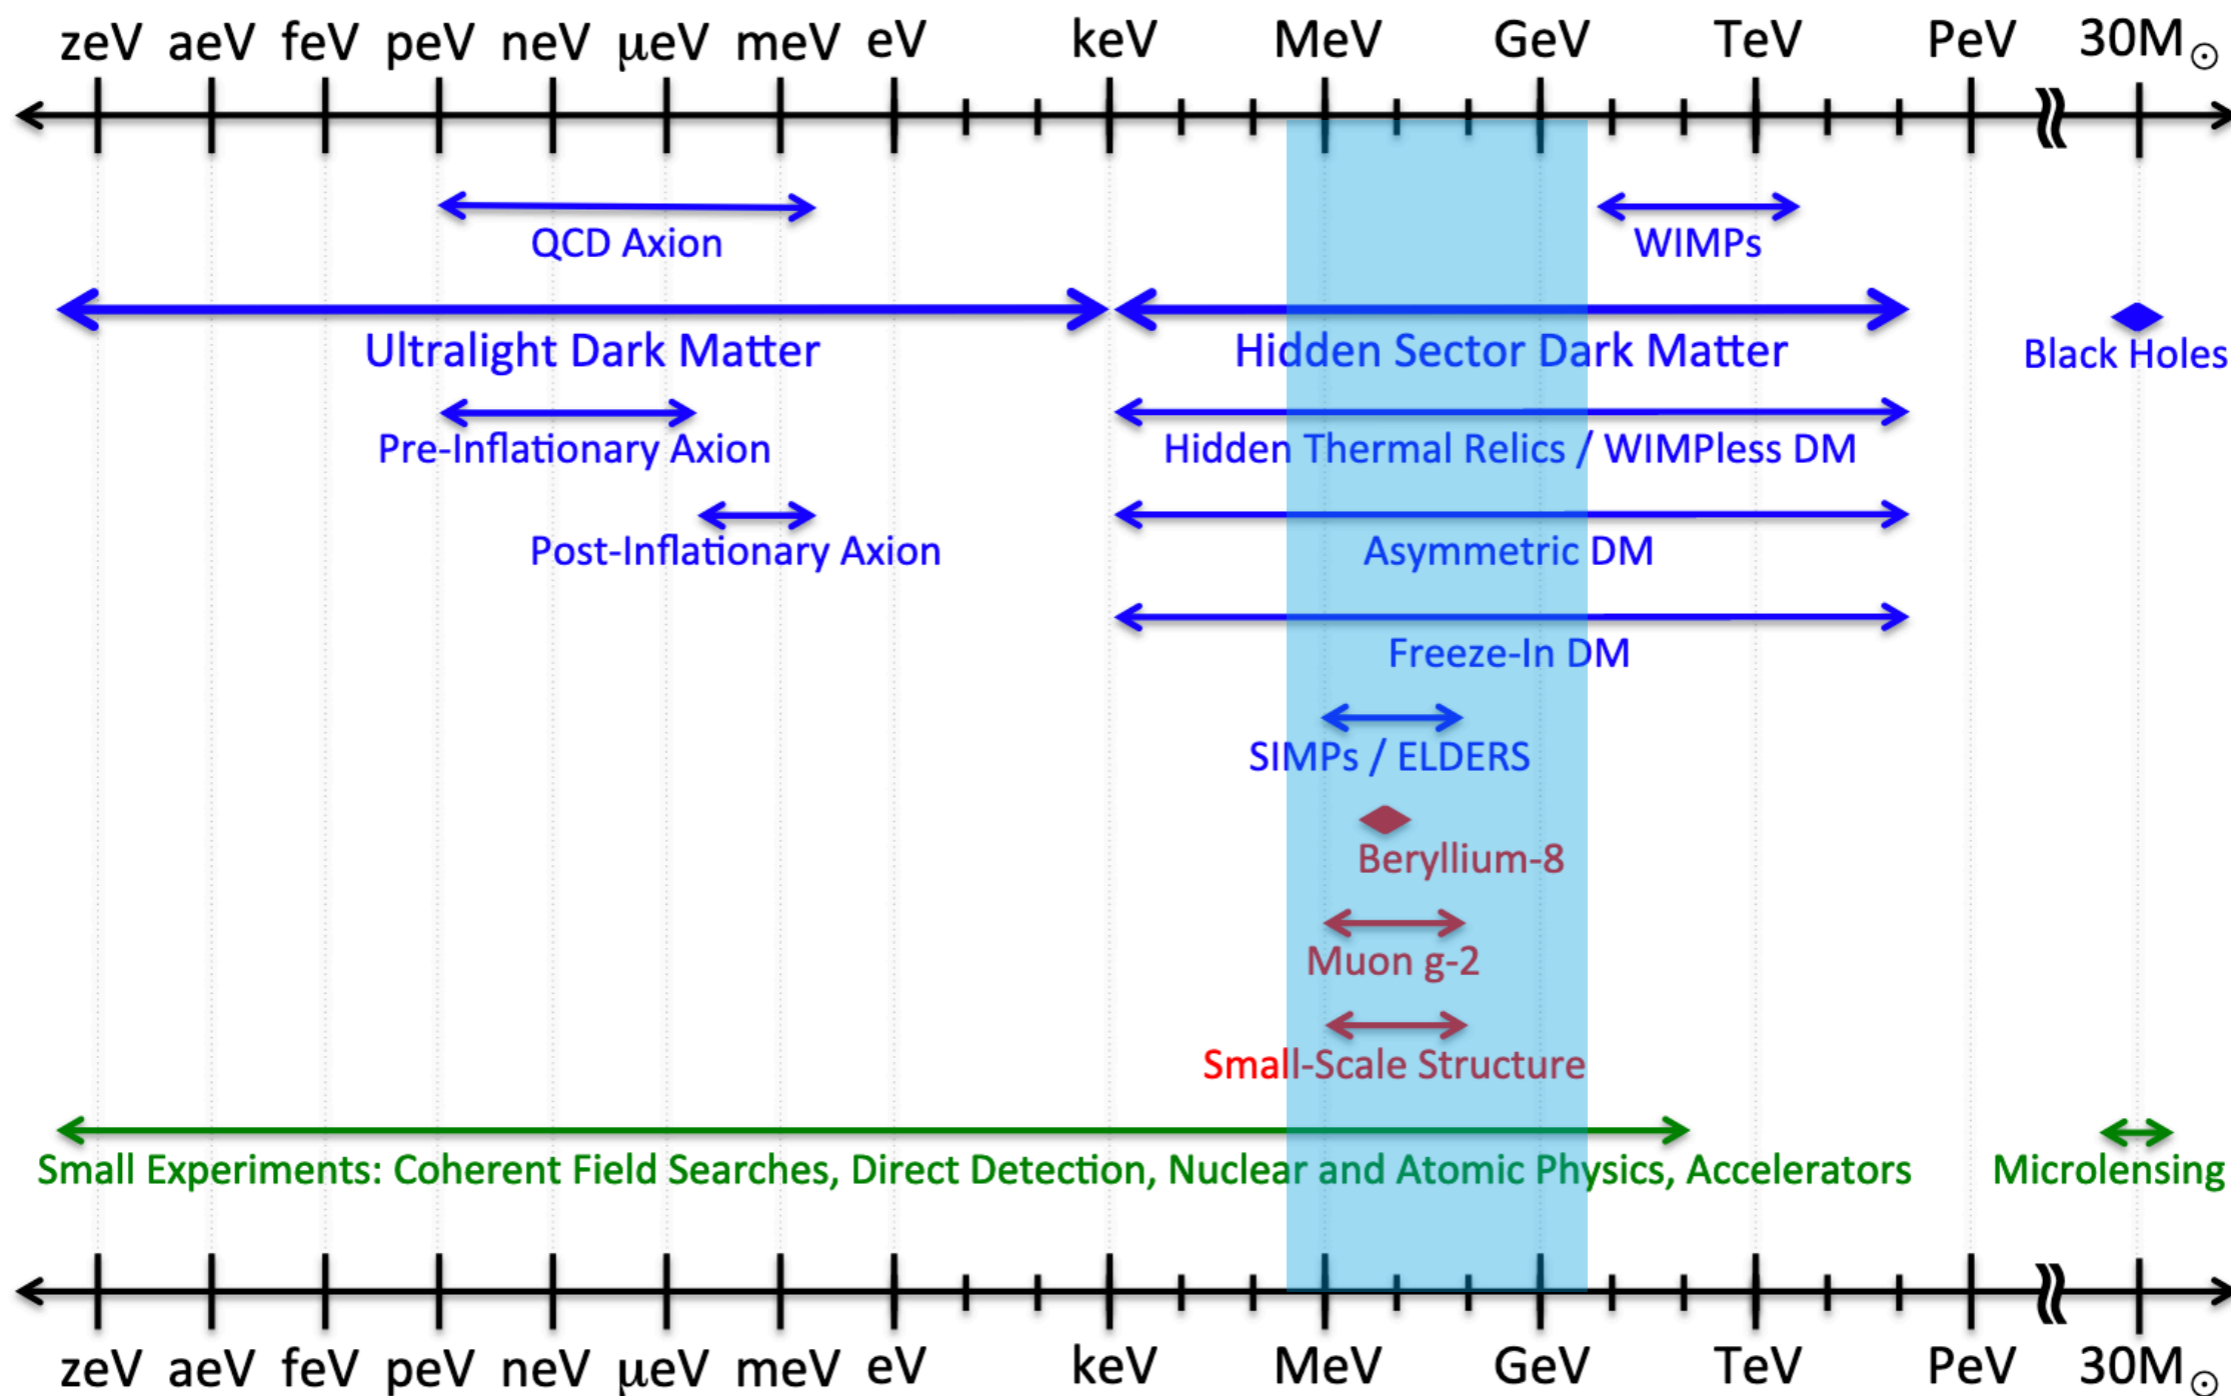 zeV aeV feV peV neV μeV meV eV keV MeV GeV TeV PeV 30M☉
QCD Axion WIMPs
Ultralight Dark Matter Hidden Sector Dark Matter Black Holes
Pre-Inflationary Axion Hidden Thermal Relics / WIMPless DM
Post-Inflationary Axion Asymmetric DM
Freeze-In DM
SIMPs / ELDERS
Beryllium-8
Muon g-2
Small-Scale Structure
Small Experiments: Coherent Field Searches, Direct Detection, Nuclear and Atomic Physics, Accelerators Microlensing
zeV aeV feV peV neV μeV meV eV keV MeV GeV TeV PeV 30M☉